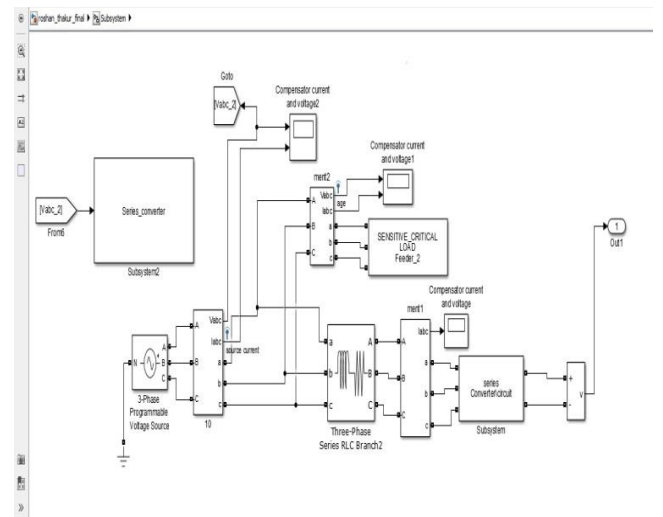 roshan_thakur_final
Subsystem
Goto
[Vabc_2]
Compensator current
and voltage2
Compensator current
and voltage1
ment2
Vabc
Iabc
age
A
B
C
a
b
c
SENSITIVE_CRITICAL
LOAD
Feeder_2
[Vabc_2]
From6
Series_converter
Subsystem2
1
Out1
Compensator current
and voltage
ment1
Iabc
A
B
C
a
b
c
Vabc
Iabc
source current
A
B
C
a
b
c
10
N
A
B
C
3-Phase
Programmable
Voltage Source
a
b
c
A
B
C
Three-Phase
Series RLC Branch2
series
Converter\circuit
Subsystem
+
-
v